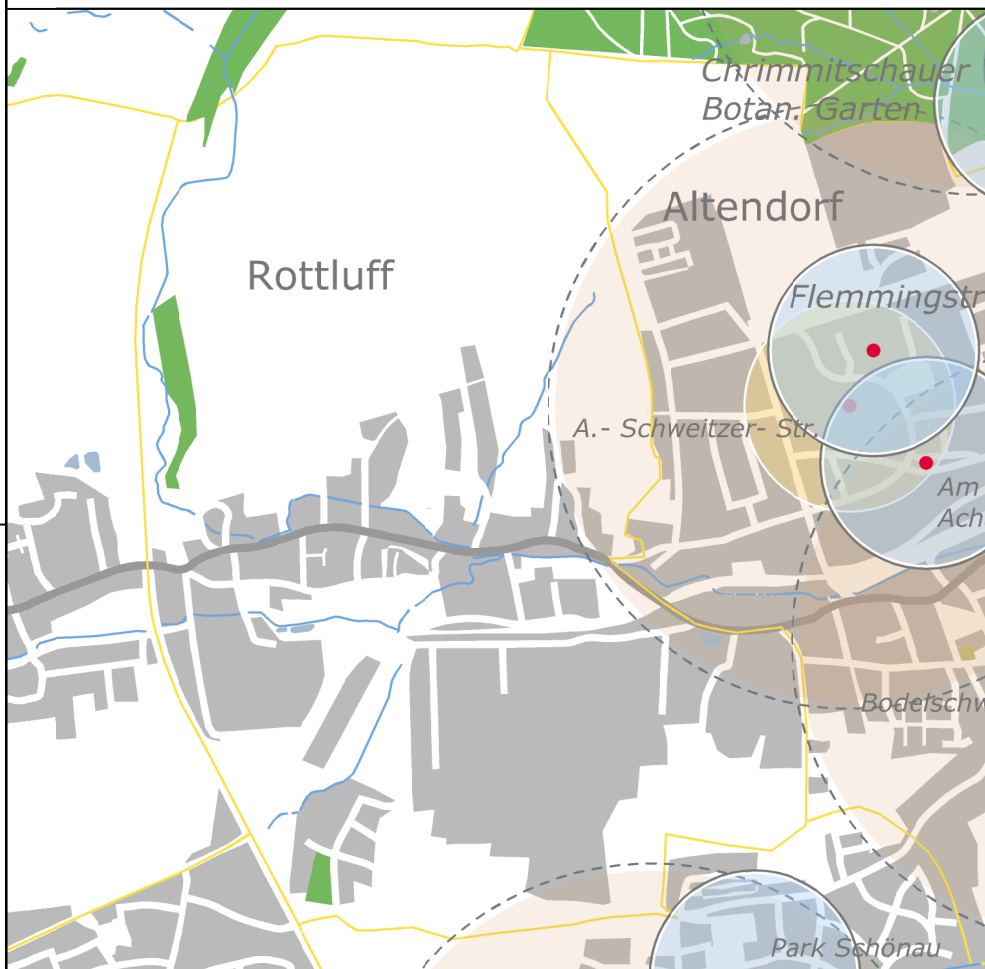 Chrimmitschauer
Botan. Garten
Altendorf
Rottluff
Flemmingstr
A.- Schweitzer- Str.
Am
Ach
Bodelschw
Park Schönau